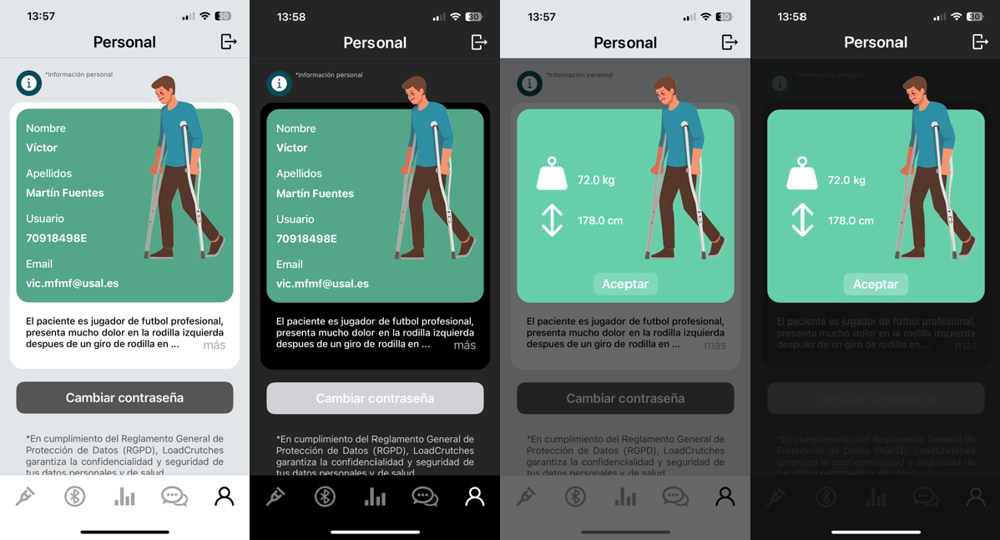 13:57
30
Personal
*Información personal
Nombre
Víctor
Apellidos
Martín Fuentes
Usuario
70918498E
Email
vic.mfmf@usal.es
El paciente es jugador de futbol profesional,
presenta mucho dolor en la rodilla izquierda
despues de un giro de rodilla en ... más
Cambiar contraseña
*En cumplimiento del Reglamento General de
Protección de Datos (RGPD), LoadCrutches
garantiza la confidencialidad y seguridad de
tus datos personales y de salud.
13:58
30
Personal
*Información personal
Nombre
Víctor
Apellidos
Martín Fuentes
Usuario
70918498E
Email
vic.mfmf@usal.es
El paciente es jugador de futbol profesional,
presenta mucho dolor en la rodilla izquierda
despues de un giro de rodilla en ... más
Cambiar contraseña
*En cumplimiento del Reglamento General de
Protección de Datos (RGPD), LoadCrutches
garantiza la confidencialidad y seguridad de
tus datos personales y de salud.
13:57
30
Personal
*Información personal
72.0 kg
178.0 cm
Aceptar
El paciente es jugador de futbol profesional,
presenta mucho dolor en la rodilla izquierda
despues de un giro de rodilla en ... más
Cambiar contraseña
*En cumplimiento del Reglamento General de
Protección de Datos (RGPD), LoadCrutches
garantiza la confidencialidad y seguridad de
tus datos personales y de salud.
13:58
30
Personal
*Información personal
72.0 kg
178.0 cm
Aceptar
El paciente es jugador de futbol profesional,
presenta mucho dolor en la rodilla izquierda
despues de un giro de rodilla en ... más
Cambiar contraseña
*En cumplimiento del Reglamento General de
Protección de Datos (RGPD), LoadCrutches
garantiza la confidencialidad y seguridad de
tus datos personales y de salud.